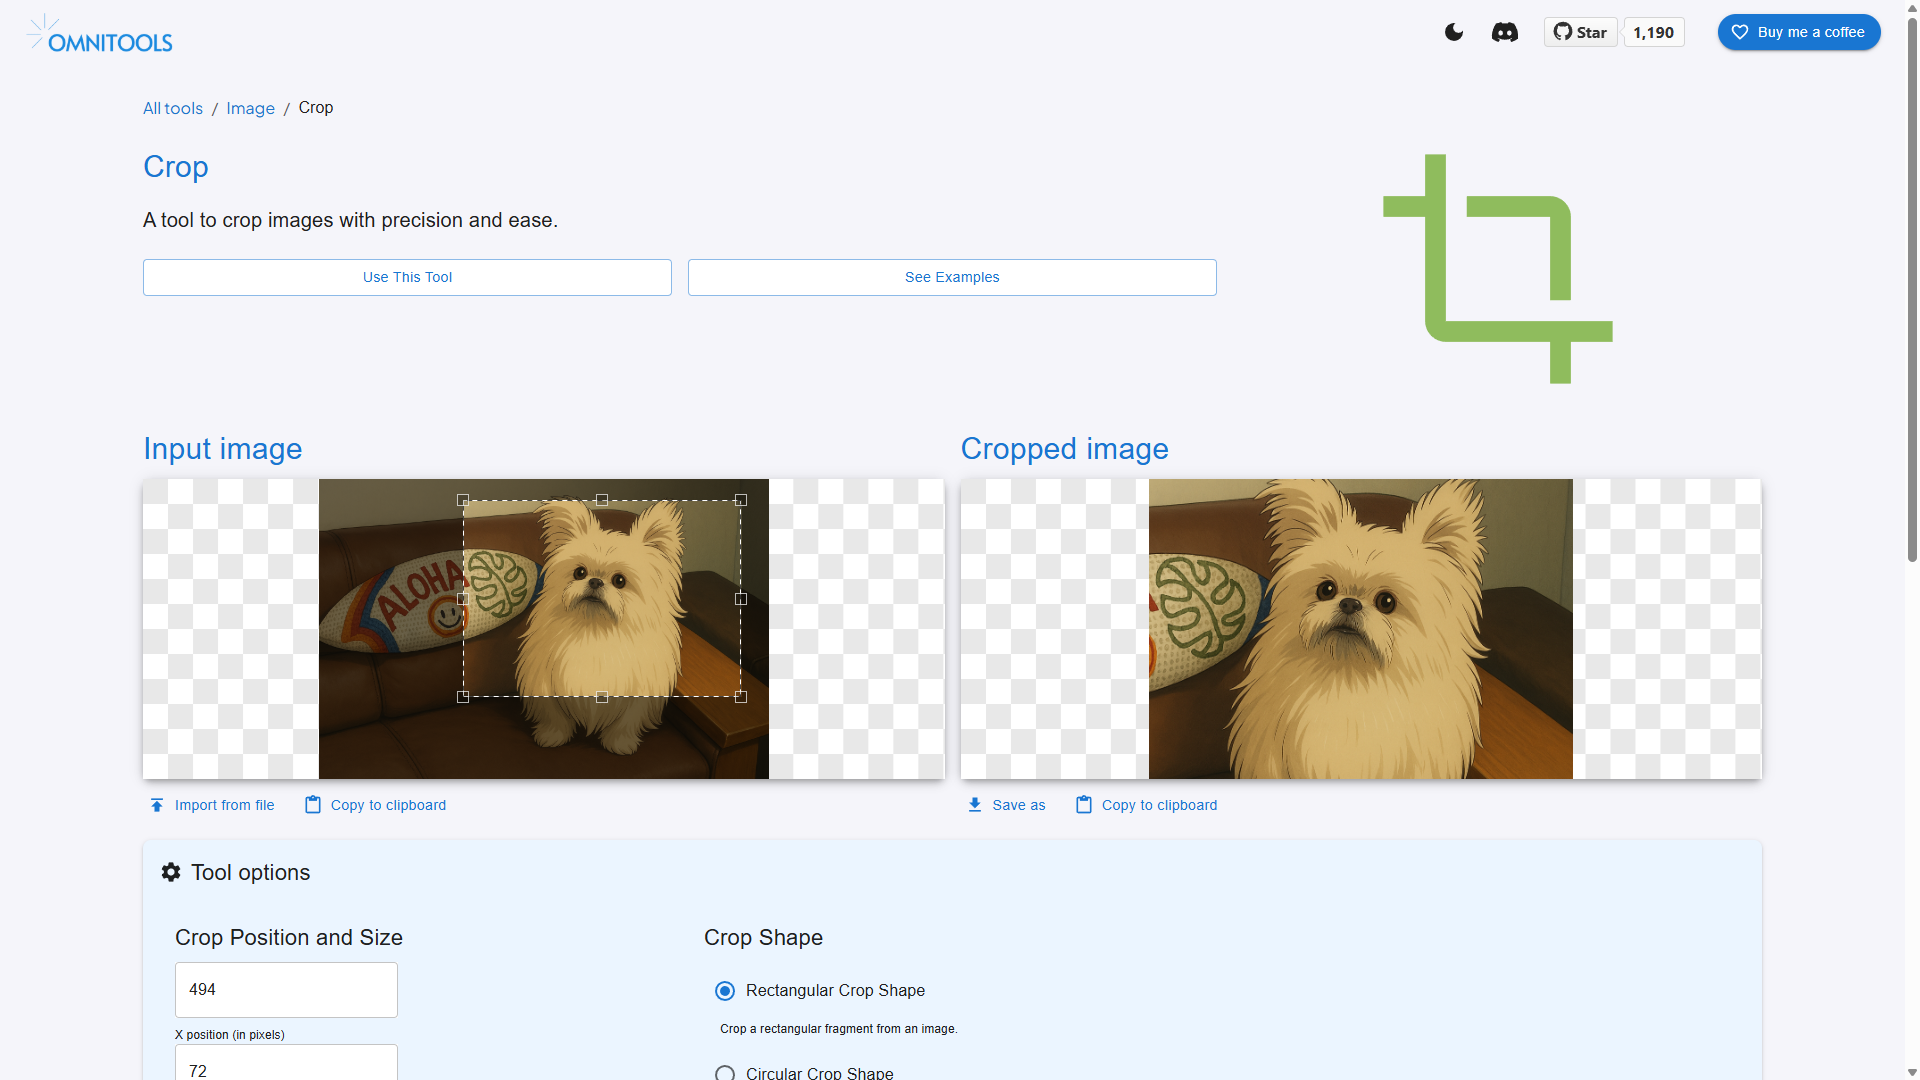 OMNITOOLS
Star
1,190
Buy me a coffee
All tools / Image / Crop
Crop
A tool to crop images with precision and ease.
Use This Tool
See Examples
Input image
Cropped image
ALOHA
Import from file
Copy to clipboard
Save as
Copy to clipboard
Tool options
Crop Position and Size
Crop Shape
494
Rectangular Crop Shape
X position (in pixels)
Crop a rectangular fragment from an image.
72
Circular Crop Shape